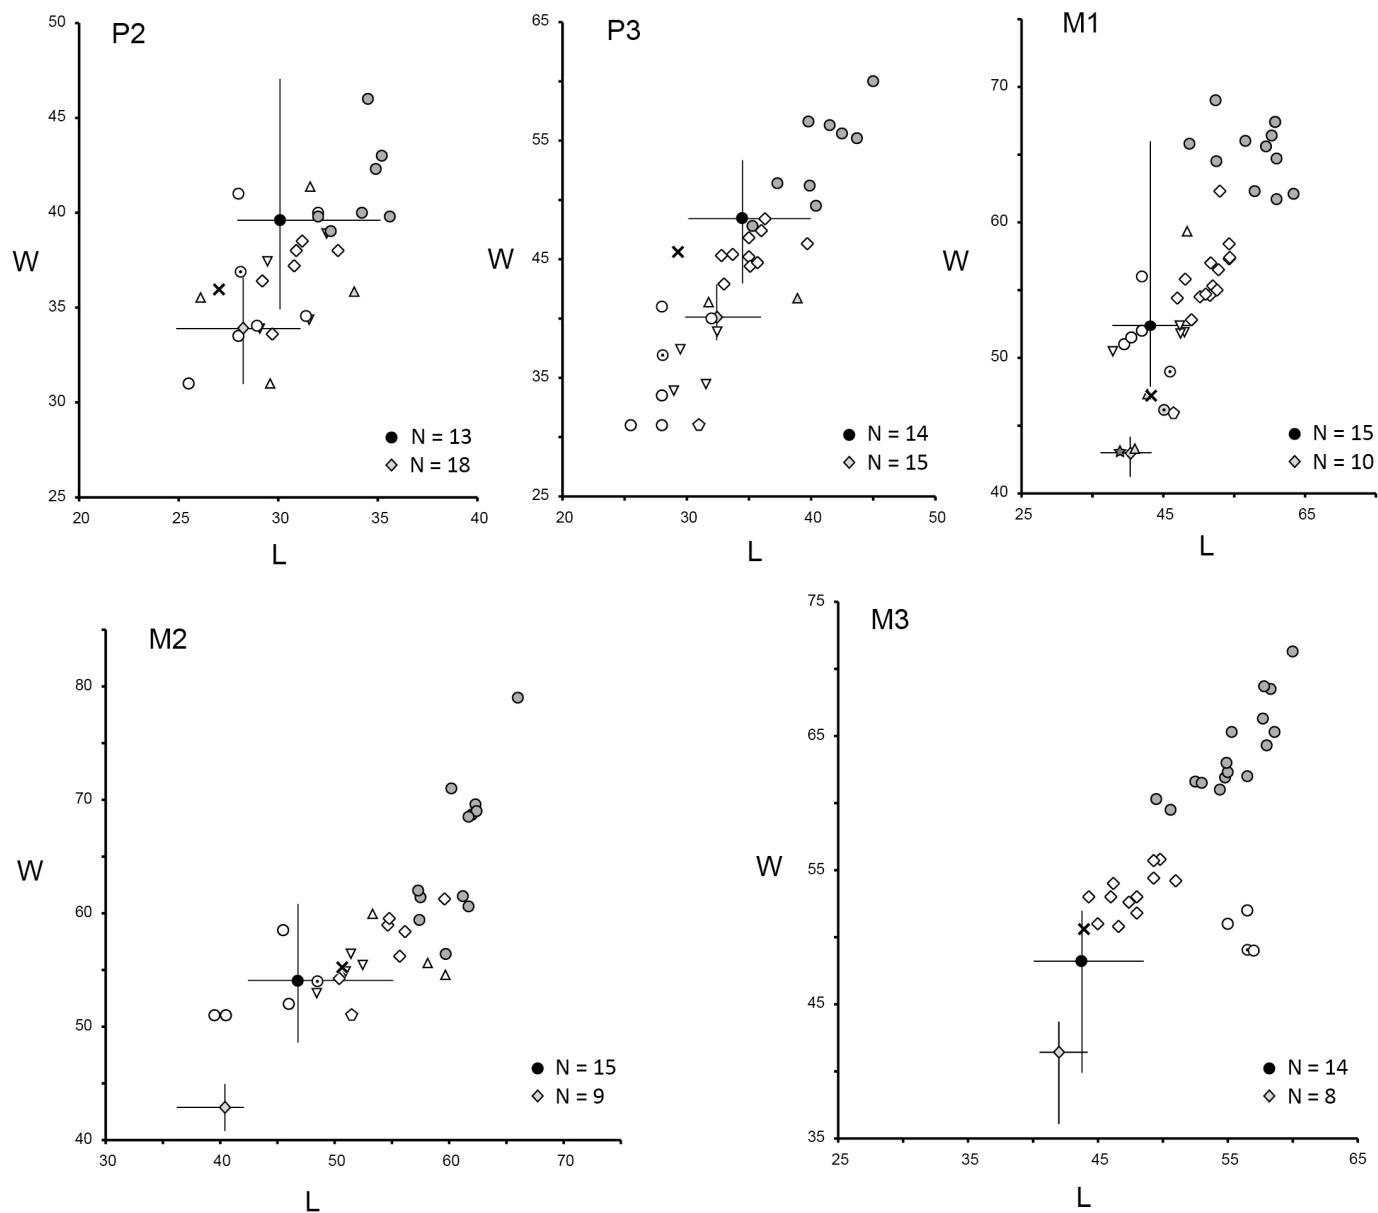 P2
50
45
40
35
30
25
W
20 25 30 35 40
L
N = 13
N = 18
P3
65
55
45
35
25
W
20 30 40 50
L
N = 14
N = 15
M1
70
60
50
40
W
25 45 65
L
N = 15
N = 10
M2
80
70
60
50
40
W
30 40 50 60 70
L
N = 15
N = 9
M3
75
65
55
45
35
W
25 35 45 55 65
L
N = 14
N = 8